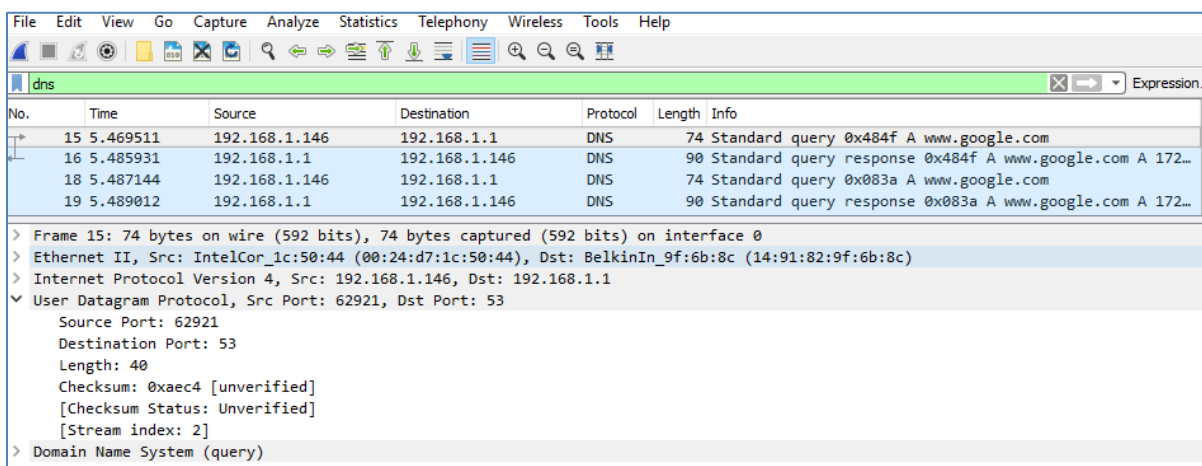 File Edit View Go Capture Analyze Statistics Telephony Wireless Tools Help
dns Expression.
No. Time Source Destination Protocol Length Info
15 5.469511 192.168.1.146 192.168.1.1 DNS 74 Standard query 0x484f A www.google.com
16 5.485931 192.168.1.1 192.168.1.146 DNS 90 Standard query response 0x484f A www.google.com A 172…
18 5.487144 192.168.1.146 192.168.1.1 DNS 74 Standard query 0x083a A www.google.com
19 5.489012 192.168.1.1 192.168.1.146 DNS 90 Standard query response 0x083a A www.google.com A 172…
> Frame 15: 74 bytes on wire (592 bits), 74 bytes captured (592 bits) on interface 0
> Ethernet II, Src: IntelCor_1c:50:44 (00:24:d7:1c:50:44), Dst: BelkinIn_9f:6b:8c (14:91:82:9f:6b:8c)
> Internet Protocol Version 4, Src: 192.168.1.146, Dst: 192.168.1.1
User Datagram Protocol, Src Port: 62921, Dst Port: 53
Source Port: 62921
Destination Port: 53
Length: 40
Checksum: 0xaec4 [unverified]
[Checksum Status: Unverified]
[Stream index: 2]
> Domain Name System (query)